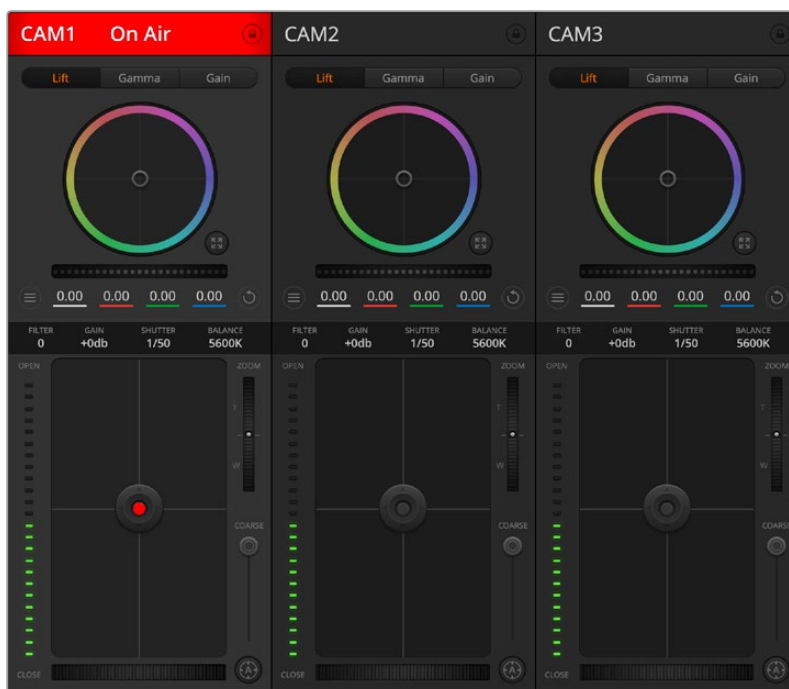 CAM1 On Air
Lift Gamma Gain
0.00 0.00 0.00 0.00
FILTER GAIN SHUTTER BALANCE
0 +0db 1/50 5600K
OPEN ZOOM
T
W
COARSE
A
CLOSE
CAM2
Lift Gamma Gain
0.00 0.00 0.00 0.00
FILTER GAIN SHUTTER BALANCE
0 +0db 1/50 5600K
OPEN ZOOM
T
W
COARSE
A
CLOSE
CAM3
Lift Gamma Gain
0.00 0.00 0.00 0.00
FILTER GAIN SHUTTER BALANCE
0 +0db 1/50 5600K
OPEN ZOOM
T
W
COARSE
A
CLOSE